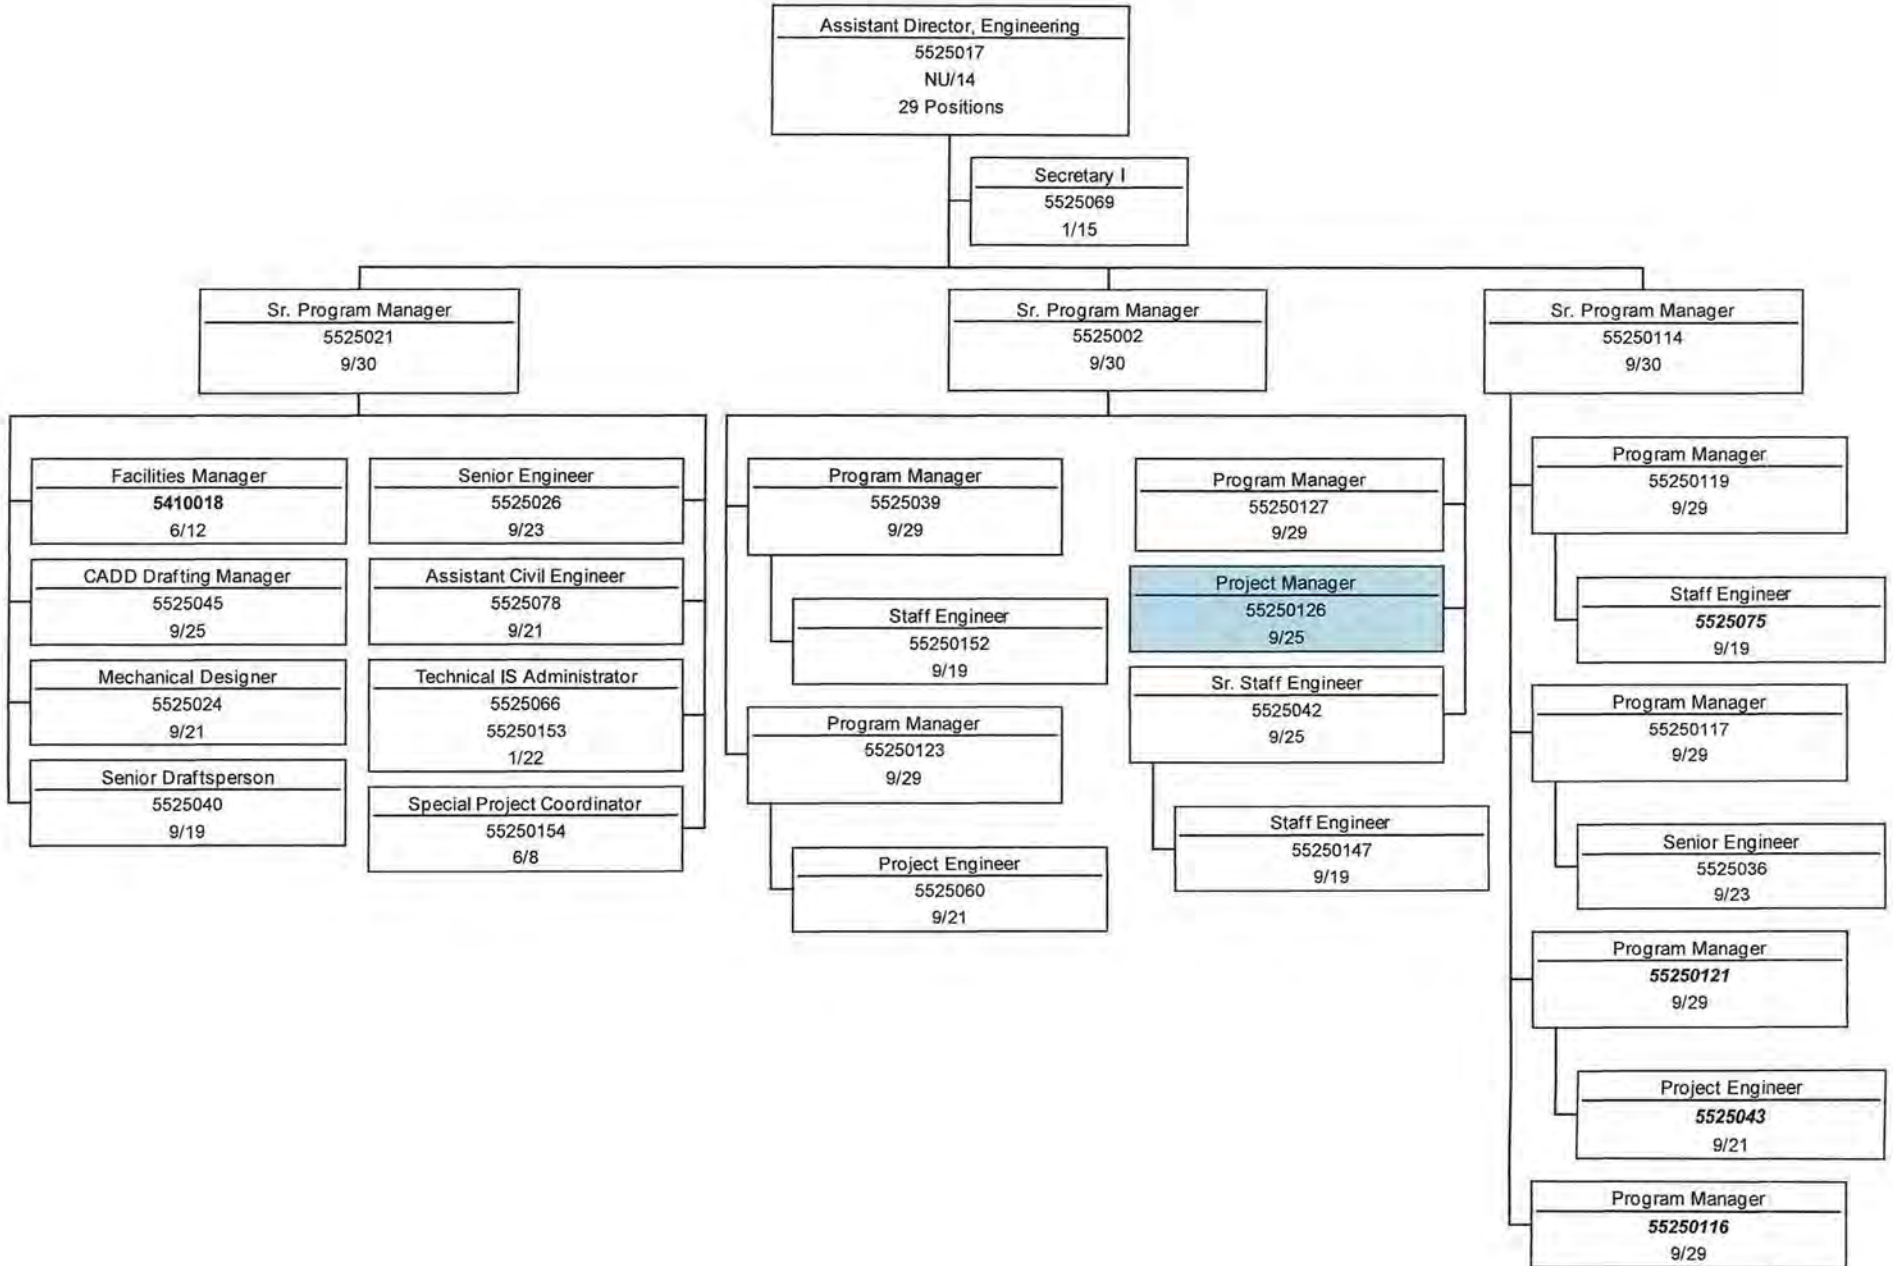 Assistant Director, Engineering
5525017
NU/14
29 Positions
Secretary I
5525069
1/15
Sr. Program Manager
5525021
9/30
Sr. Program Manager
5525002
9/30
Sr. Program Manager
55250114
9/30
Facilities Manager
5410018
6/12
CADD Drafting Manager
5525045
9/25
Mechanical Designer
5525024
9/21
Senior Draftsperson
5525040
9/19
Senior Engineer
5525026
9/23
Assistant Civil Engineer
5525078
9/21
Technical IS Administrator
5525066
55250153
1/22
Special Project Coordinator
55250154
6/8
Program Manager
5525039
9/29
Staff Engineer
55250152
9/19
Program Manager
55250123
9/29
Project Engineer
5525060
9/21
Program Manager
55250127
9/29
Project Manager
55250126
9/25
Sr. Staff Engineer
5525042
9/25
Staff Engineer
55250147
9/19
Program Manager
55250119
9/29
Staff Engineer
5525075
9/19
Program Manager
55250117
9/29
Senior Engineer
5525036
9/23
Program Manager
55250121
9/29
Project Engineer
5525043
9/21
Program Manager
55250116
9/29